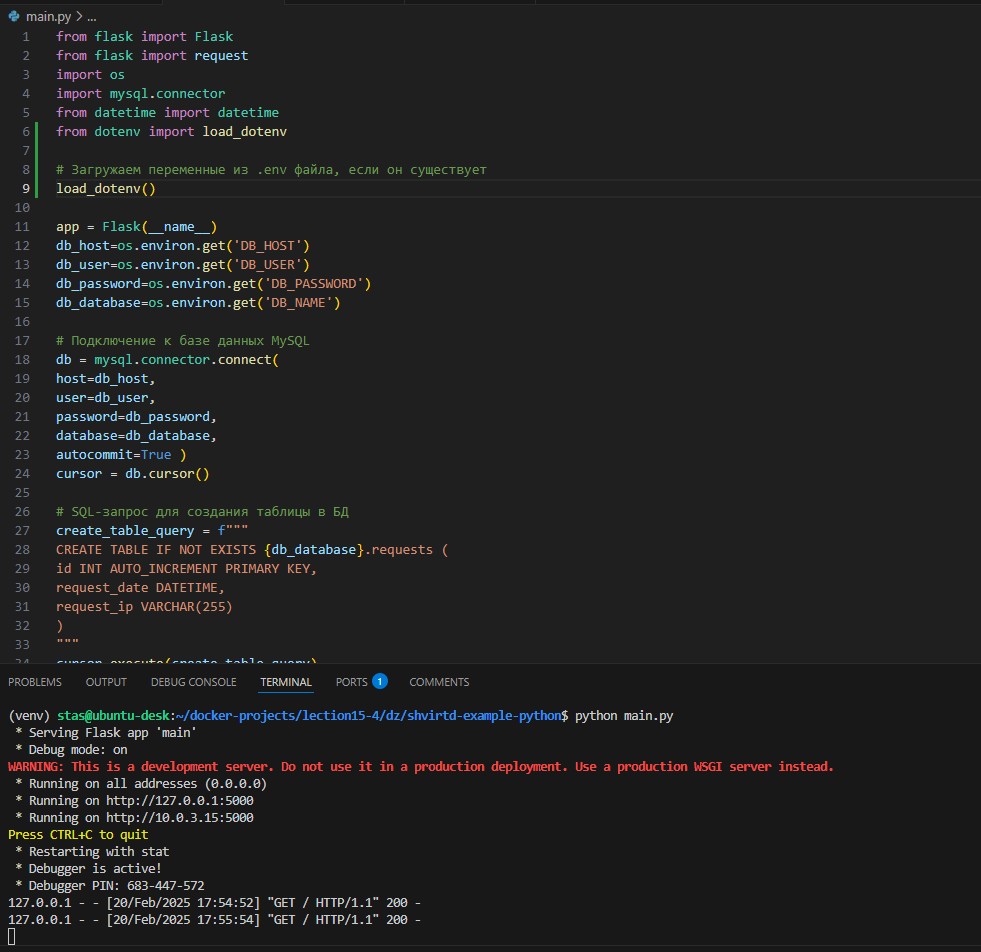 main.py > ...
1 from flask import Flask
2 from flask import request
3 import os
4 import mysql.connector
5 from datetime import datetime
6 from dotenv import load_dotenv
7
8 # Загружаем переменные из .env файла, если он существует
9 load_dotenv()
10
11 app = Flask(__name__)
12 db_host=os.environ.get('DB_HOST')
13 db_user=os.environ.get('DB_USER')
14 db_password=os.environ.get('DB_PASSWORD')
15 db_database=os.environ.get('DB_NAME')
16
17 # Подключение к базе данных MySQL
18 db = mysql.connector.connect(
19 host=db_host,
20 user=db_user,
21 password=db_password,
22 database=db_database,
23 autocommit=True )
24 cursor = db.cursor()
25
26 # SQL-запрос для создания таблицы в БД
27 create_table_query = f"""
28 CREATE TABLE IF NOT EXISTS {db_database}.requests (
29 id INT AUTO_INCREMENT PRIMARY KEY,
30 request_date DATETIME,
31 request_ip VARCHAR(255)
32 )
33 """
34 cursor.execute(create_table_query)
PROBLEMS OUTPUT DEBUG CONSOLE TERMINAL PORTS 1 COMMENTS
(venv) stas@ubuntu-desk:~/docker-projects/lection15-4/dz/shvirtd-example-python$ python main.py
* Serving Flask app 'main'
* Debug mode: on
WARNING: This is a development server. Do not use it in a production deployment. Use a production WSGI server instead.
* Running on all addresses (0.0.0.0)
* Running on http://127.0.0.1:5000
* Running on http://10.0.3.15:5000
Press CTRL+C to quit
* Restarting with stat
* Debugger is active!
* Debugger PIN: 683-447-572
127.0.0.1 - - [20/Feb/2025 17:54:52] "GET / HTTP/1.1" 200 -
127.0.0.1 - - [20/Feb/2025 17:55:54] "GET / HTTP/1.1" 200 -